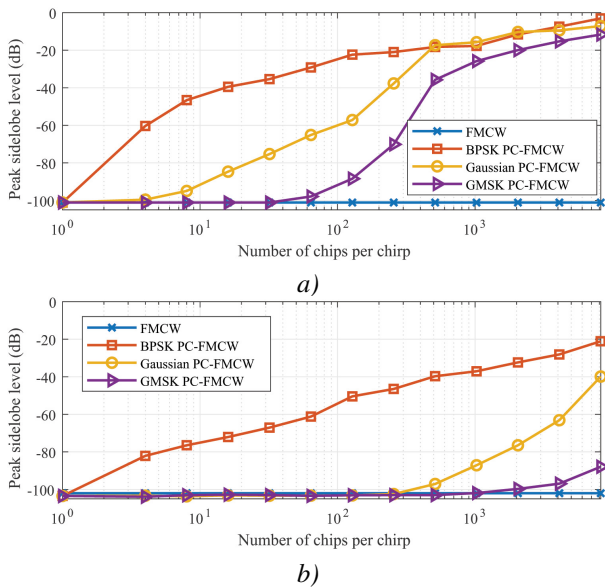 0
-20
-40
-60
-80
-100
Peak sidelobe level (dB)
FMCW
BPSK PC-FMCW
Gaussian PC-FMCW
GMSK PC-FMCW
10^0
10^1
10^2
10^3
Number of chips per chirp
a)
0
-20
-40
-60
-80
-100
Peak sidelobe level (dB)
FMCW
BPSK PC-FMCW
Gaussian PC-FMCW
GMSK PC-FMCW
10^0
10^1
10^2
10^3
Number of chips per chirp
b)